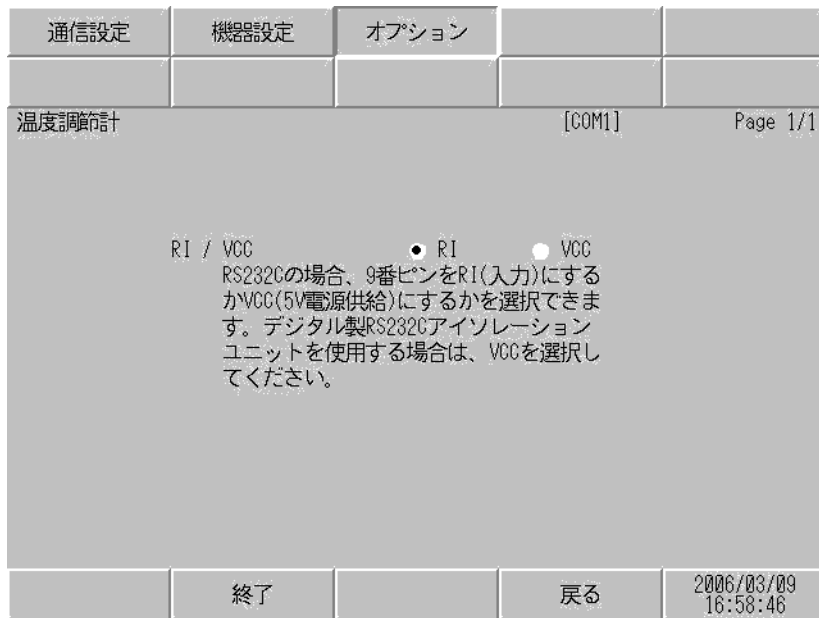 通信設定 機器設定 オプション
温度調節計 [COM1] Page 1/1
RI / VCC RI VCC
RS232Cの場合、9番ピンをRI(入力)にする
かVCC(5V電源供給)にするかを選択できま
す。デジタル製RS232Cアイソレーション
ユニットを使用する場合は、VCCを選択し
てください。
終了 戻る 2006/03/09
16:58:46